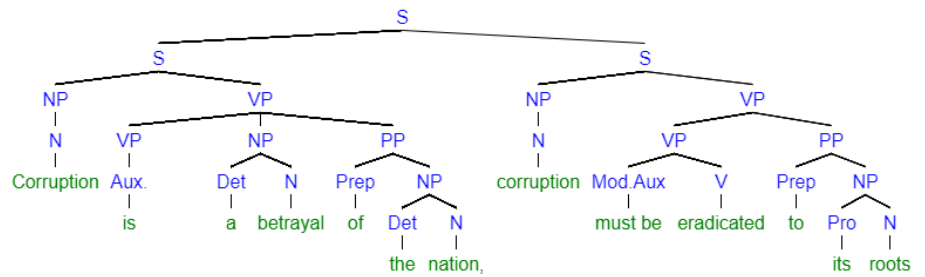 S
S S
NP VP NP VP
N VP NP PP N VP PP
Corruption Aux. Det N Prep NP corruption Mod.Aux V Prep NP
is a betrayal of Det N must be eradicated to Pro N
the nation, its roots